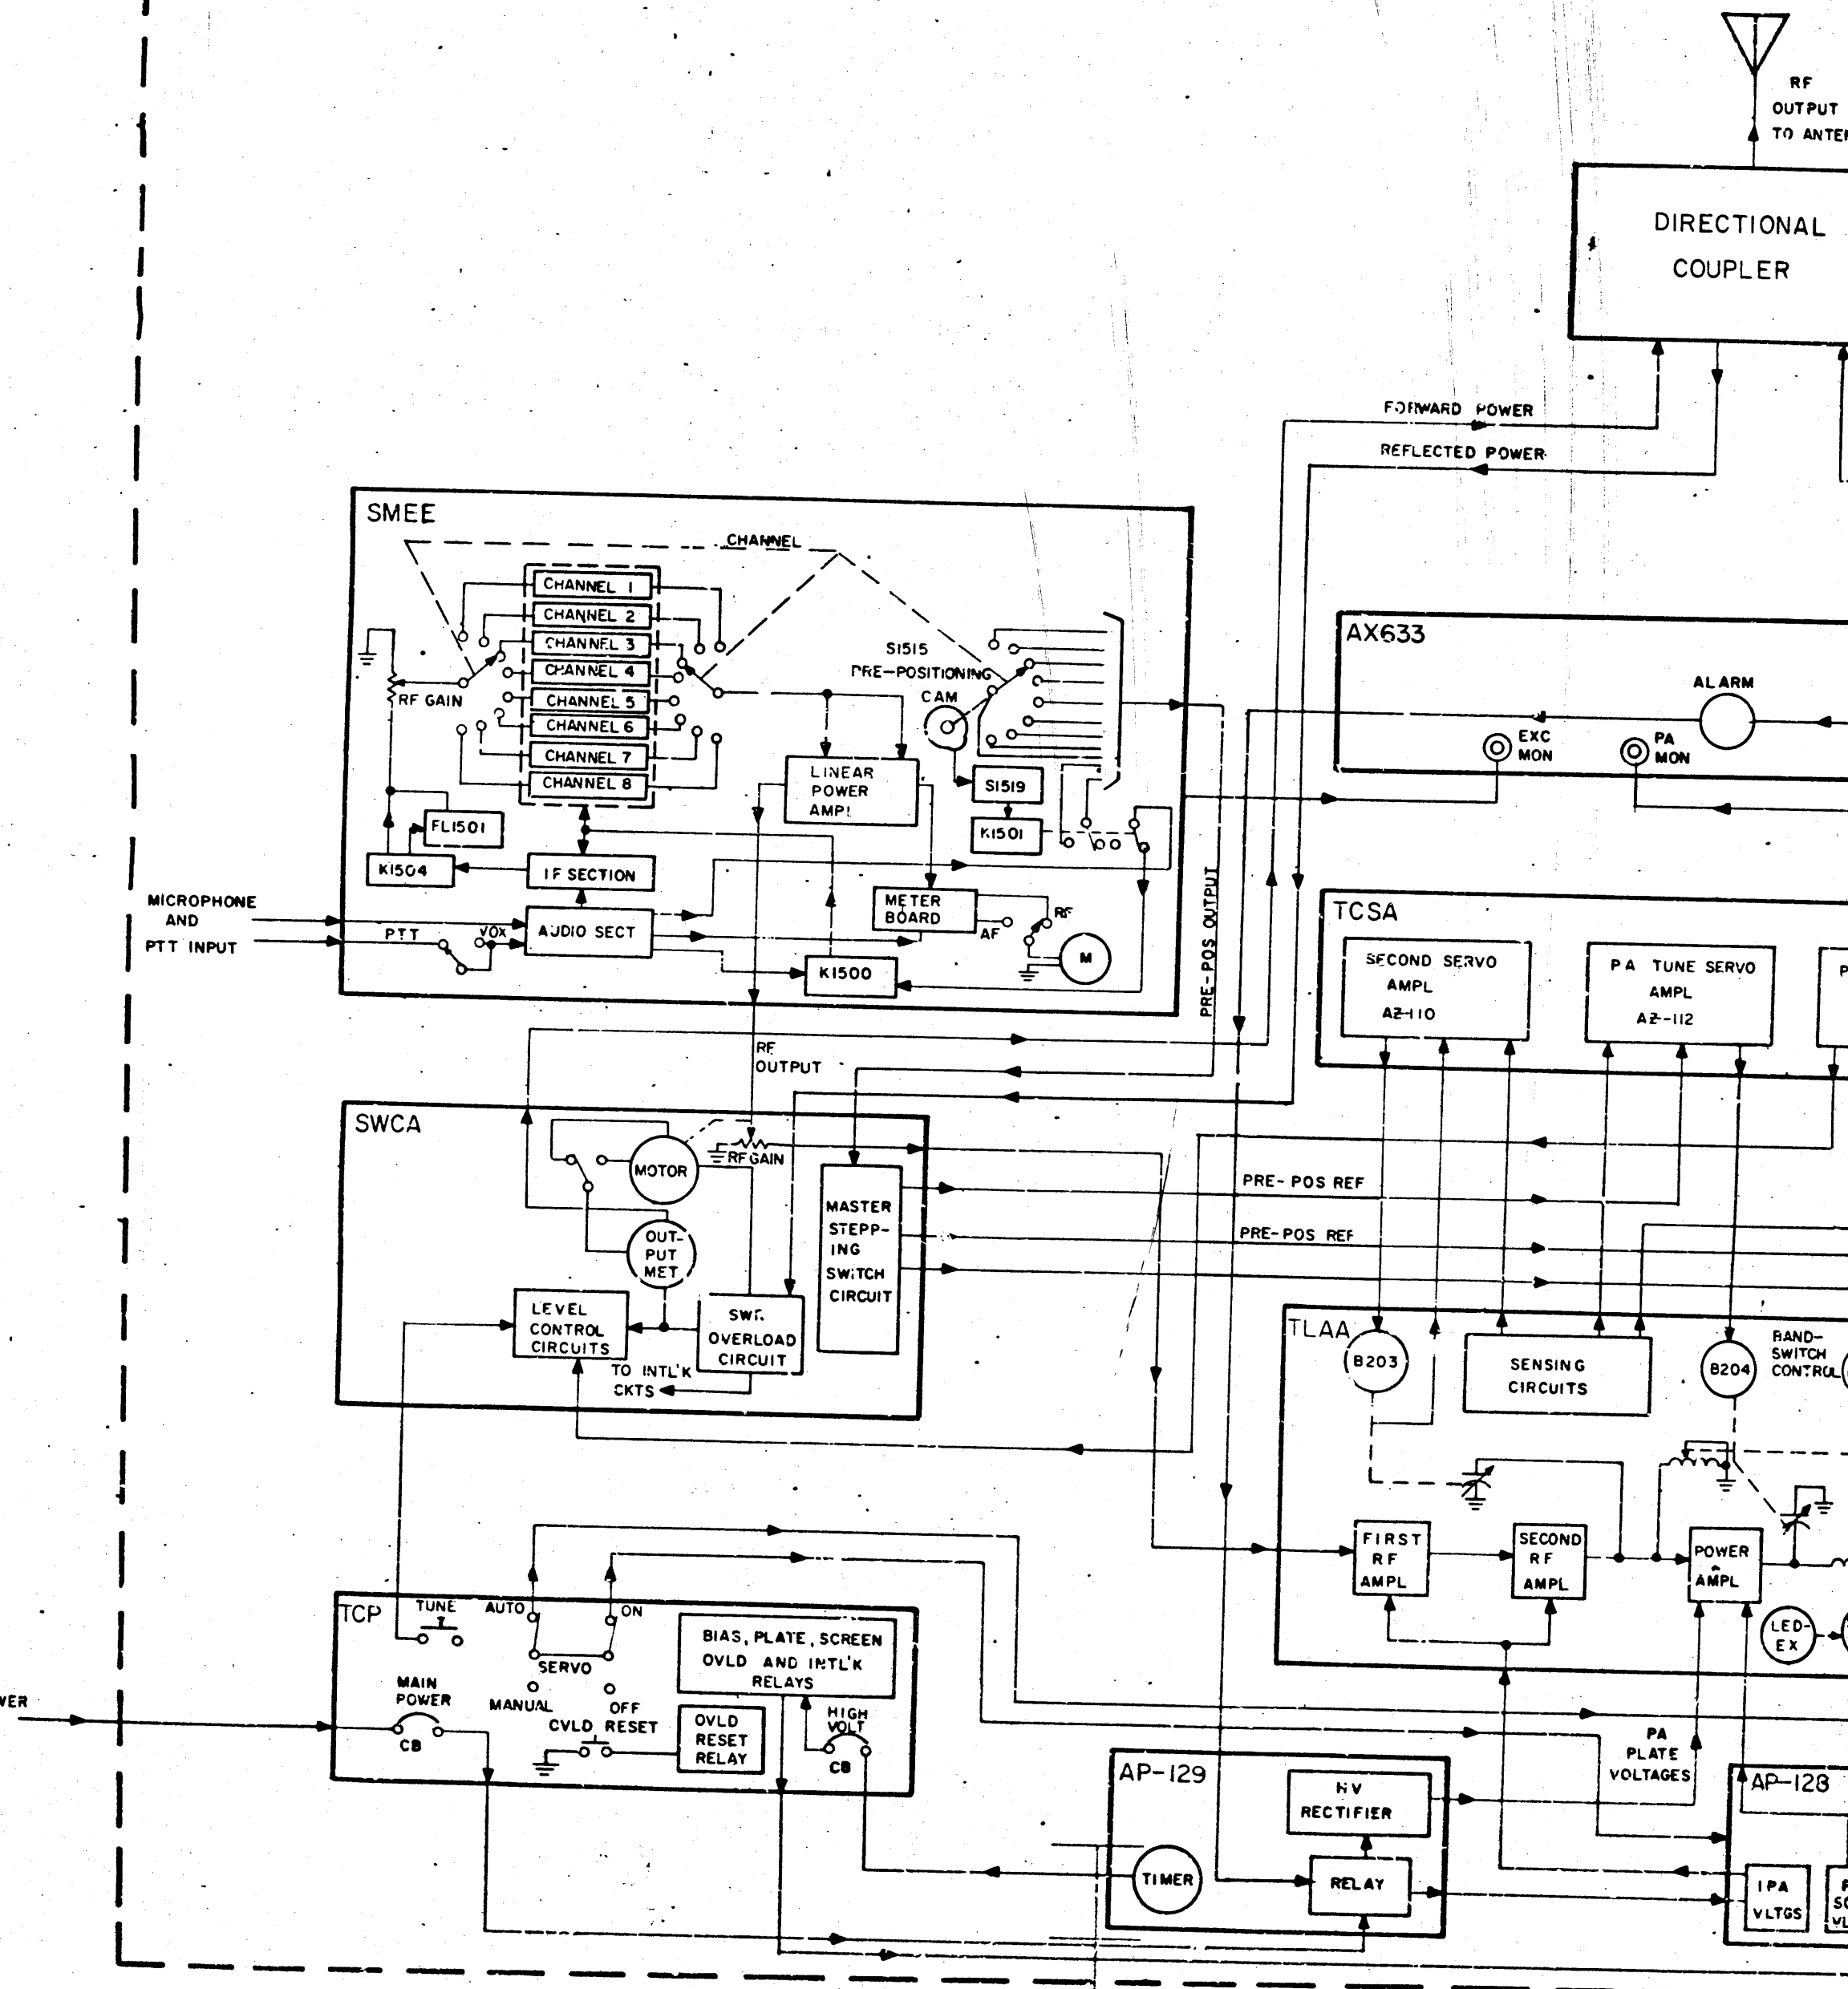 RF
OUTPUT
DIRECTIONAL
COUPLER
FORWARD POWER
REFLECTED POWER
SMEE
CHANNEL
CHANNEL 1
CHANNEL 2
CHANNEL 3
CHANNEL 4
CHANNEL 5
CHANNEL 6
CHANNEL 7
CHANNEL 8
RF GAIN
FL1501
K1504
IF SECTION
AUDIO SECT
PTT
VOX
MICROPHONE
AND
PTT INPUT
LINEAR
POWER
AMPL
S1515
PRE-POSITIONING
CAM
S1519
K1501
METER
BOARD
AF
RF
M
K1500
PRE-POS OUTPUT
AX633
ALARM
EXC
MON
PA
MON
TCSA
SECOND SERVO
AMPL
AZ-110
PA TUNE SERVO
AMPL
AZ-112
RF
OUTPUT
SWCA
MOTOR
RF GAIN
OUT-
PUT
MET
LEVEL
CONTROL
CIRCUITS
SWR
OVERLOAD
CIRCUIT
TO INTL'K
CKTS
MASTER
STEPP-
ING
SWITCH
CIRCUIT
PRE-POS REF
PRE-POS REF
TLAA
B203
SENSING
CIRCUITS
B204
BAND-
SWITCH
CONTROL
FIRST
RF
AMPL
SECOND
RF
AMPL
POWER
AMPL
LED-
EX
TCP
TUNE
AUTO
ON
SERVO
MANUAL
OFF
MAIN
POWER
CB
OVLD RESET
BIAS, PLATE, SCREEN
OVLD AND INTL'K
RELAYS
OVLD
RESET
RELAY
HIGH
VOLT
CB
AP-129
HV
RECTIFIER
TIMER
RELAY
PA
PLATE
VOLTAGES
AP-128
IPA
VLTGS